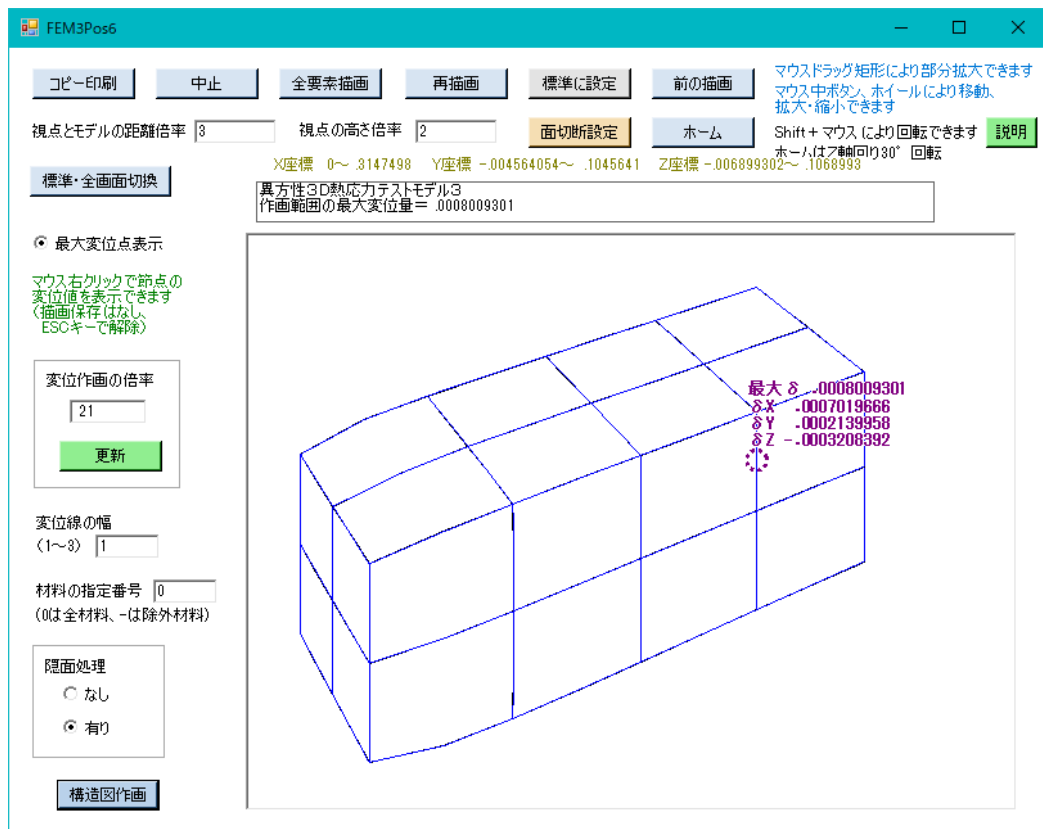 FEM3Pos6
コピー印刷 中止 全要素描画 再描画 標準に設定 前の描画
マウスドラッグ矩形により部分拡大できます
マウス中ボタン、ホイールにより移動、
拡大・縮小できます
視点とモデルの距離倍率 3 視点の高さ倍率 2 面切断設定 ホーム
Shift+マウスにより回転できます 説明
ホームはZ軸回り30°回転
標準・全画面切換
X座標 0～ .3147498 Y座標 -.004564054～ .1045641 Z座標 -.006899302～ .1068993
異方性3D熱応力テストモデル3
作画範囲の最大変位量＝ .0008009301
最大変位点表示
マウス右クリックで節点の
変位値を表示できます
(描画保存はなし、
ESCキーで解除)
変位作画の倍率
21
更新
最大 δ .0008009301
δX .0007019666
δY .0002139958
δZ -.0003208392
変位線の幅
(1～3) 1
材料の指定番号 0
(0は全材料、-は除外材料)
隠面処理
なし
有り
構造図作画